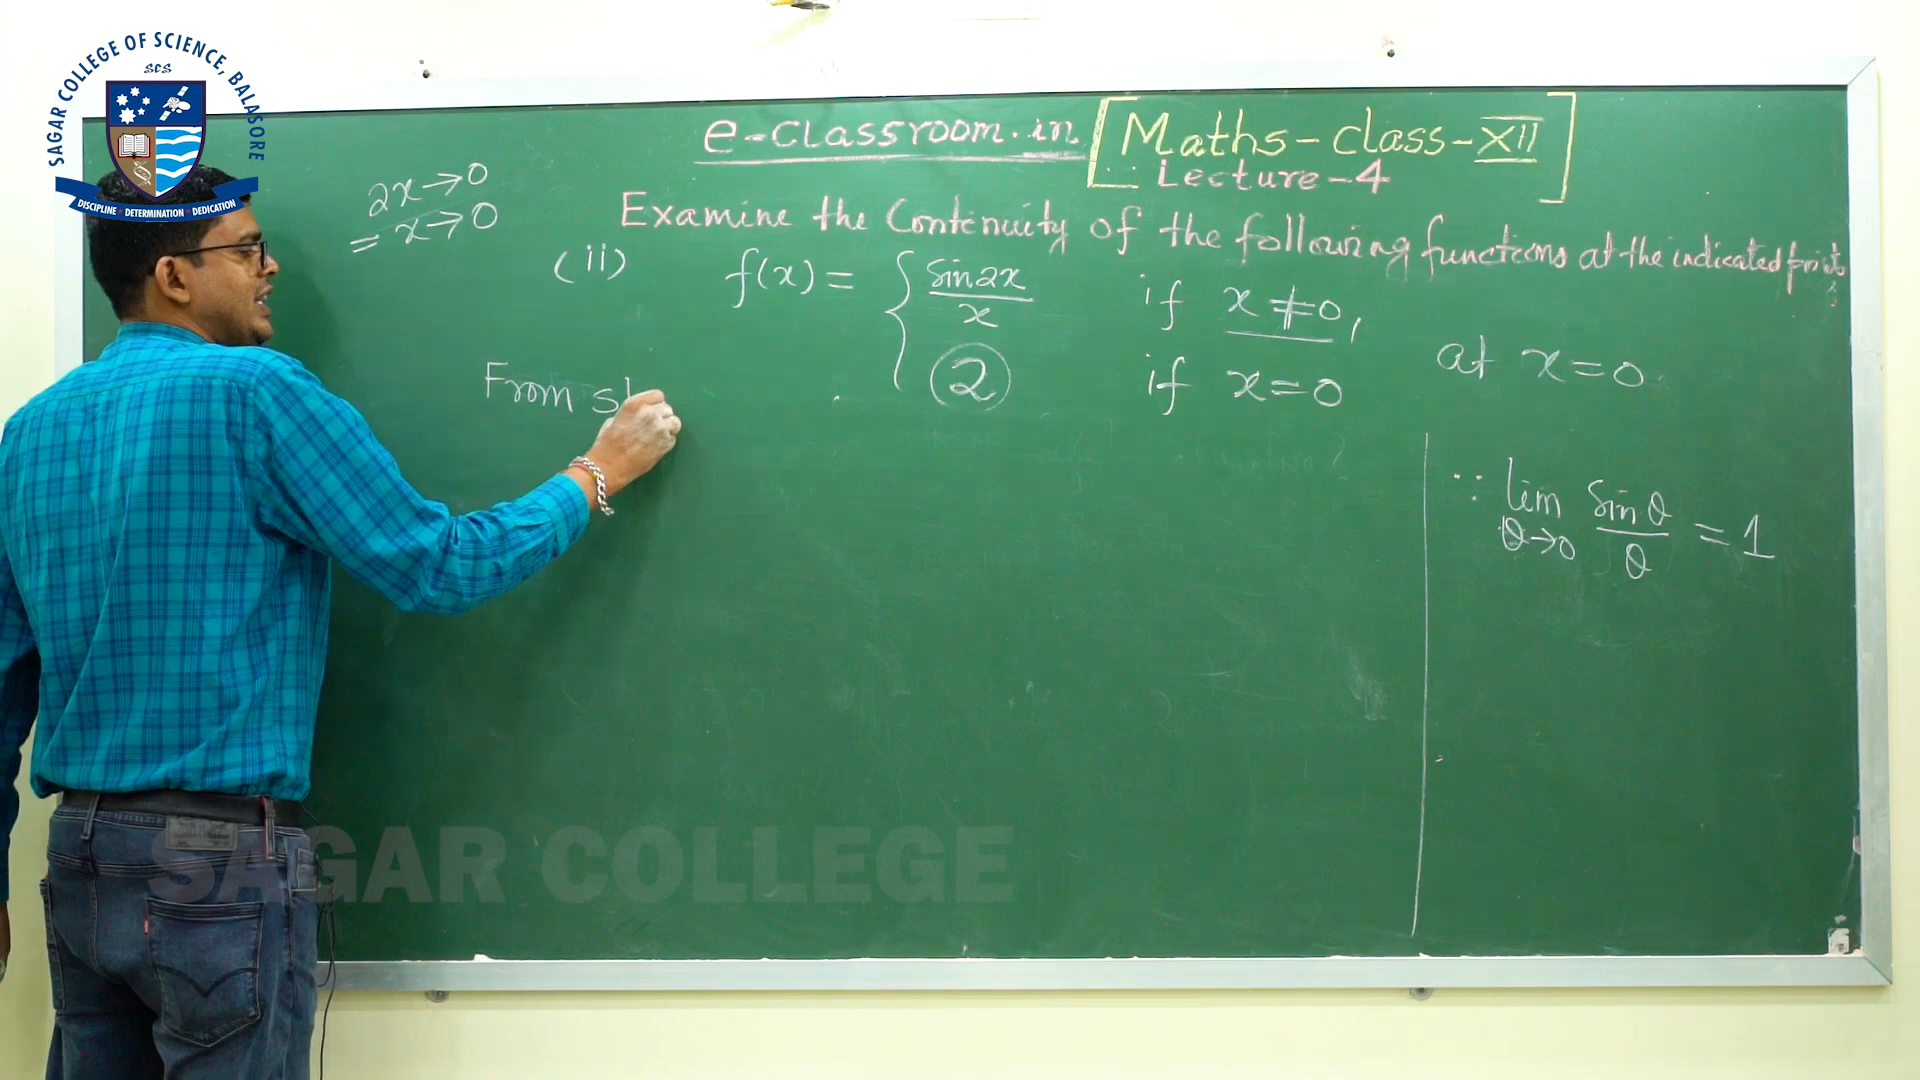 SAGAR COLLEGE OF SCIENCE, BALASORE
SCS
DISCIPLINE • DETERMINATION • DEDICATION
e-classroom.in [Maths-class-XII
Lecture-4]
2x→0
= x→0
Examine the Continuity of the following functions at the indicated points
(ii) f(x) = { sin2x/x if x ≠ 0,
2 if x = 0
at x = 0
From
∵ lim θ→0 sin θ/θ = 1
SAGAR COLLEGE